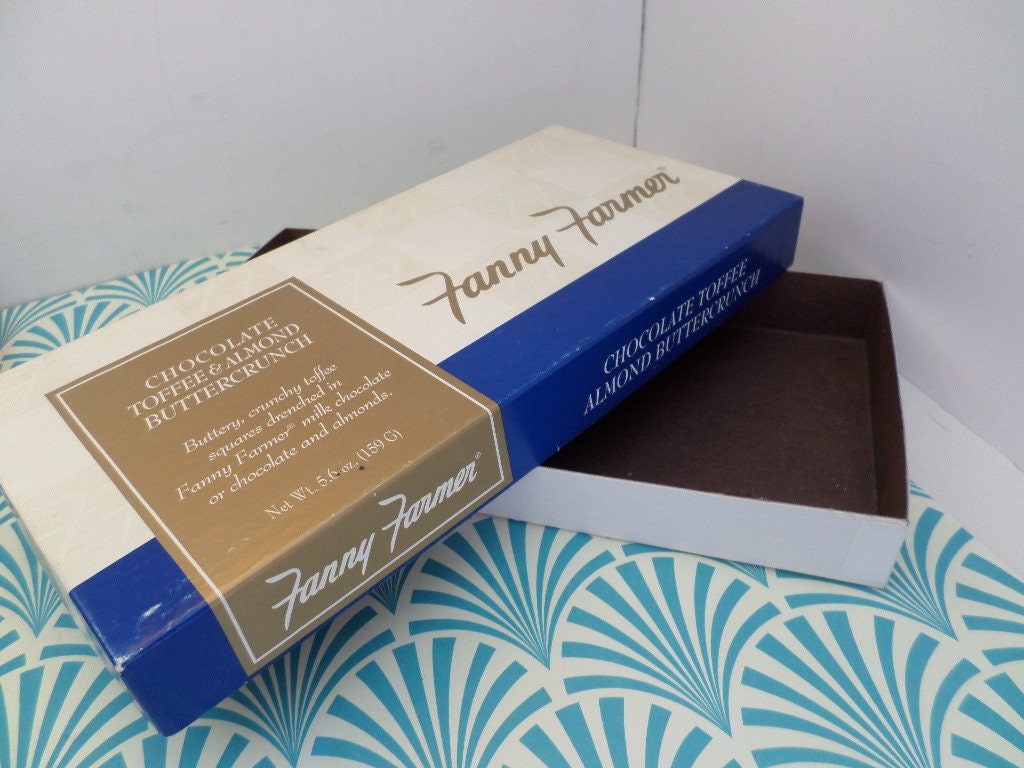 Fanny Farmer®
CHOCOLATE
TOFFEE & ALMOND
BUTTERCRUNCH
Buttery, crunchy toffee
squares drenched in
Fanny Farmer® milk chocolate
or chocolate and almonds.
Net Wt. 5.6 oz. (159 G)
Fanny Farmer®
CHOCOLATE TOFFEE
ALMOND BUTTERCRUNCH